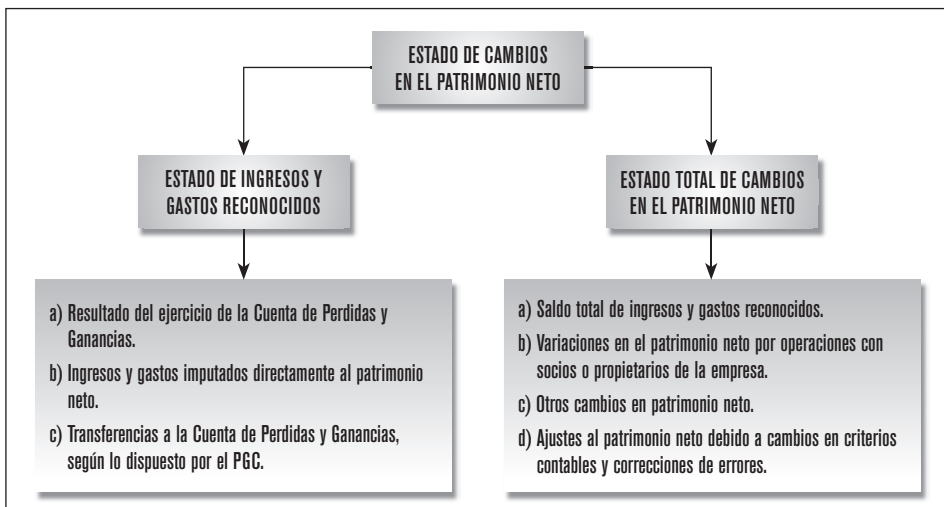 ESTADO DE CAMBIOS
EN EL PATRIMONIO NETO
ESTADO DE INGRESOS Y
GASTOS RECONOCIDOS
a) Resultado del ejercicio de la Cuenta de Perdidas y
Ganancias.
b) Ingresos y gastos imputados directamente al patrimonio
neto.
c) Transferencias a la Cuenta de Perdidas y Ganancias,
según lo dispuesto por el PGC.
ESTADO TOTAL DE CAMBIOS
EN EL PATRIMONIO NETO
a) Saldo total de ingresos y gastos reconocidos.
b) Variaciones en el patrimonio neto por operaciones con
socios o propietarios de la empresa.
c) Otros cambios en patrimonio neto.
d) Ajustes al patrimonio neto debido a cambios en criterios
contables y correcciones de errores.